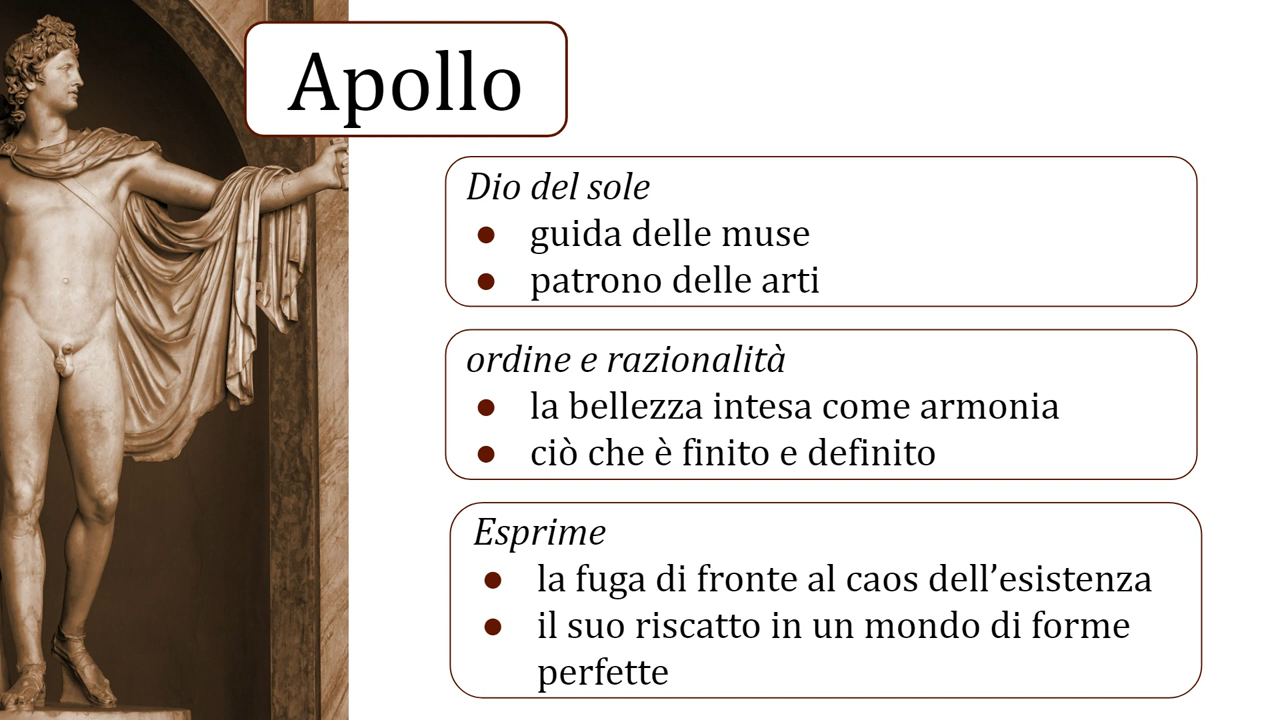 Apollo
Dio del sole
● guida delle muse
● patrono delle arti
ordine e razionalità
● la bellezza intesa come armonia
● ciò che è finito e definito
Esprime
● la fuga di fronte al caos dell’esistenza
● il suo riscatto in un mondo di forme
perfette